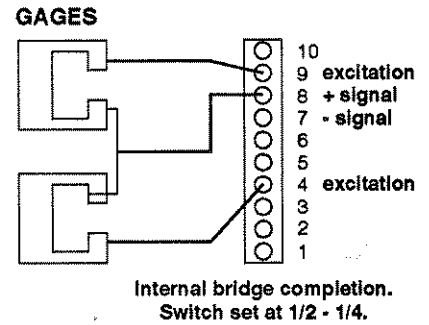 GAGES
10
9 excitation
8 + signal
7 - signal
6
5
4 excitation
3
2
1
Internal bridge completion.
Switch set at 1/2 - 1/4.